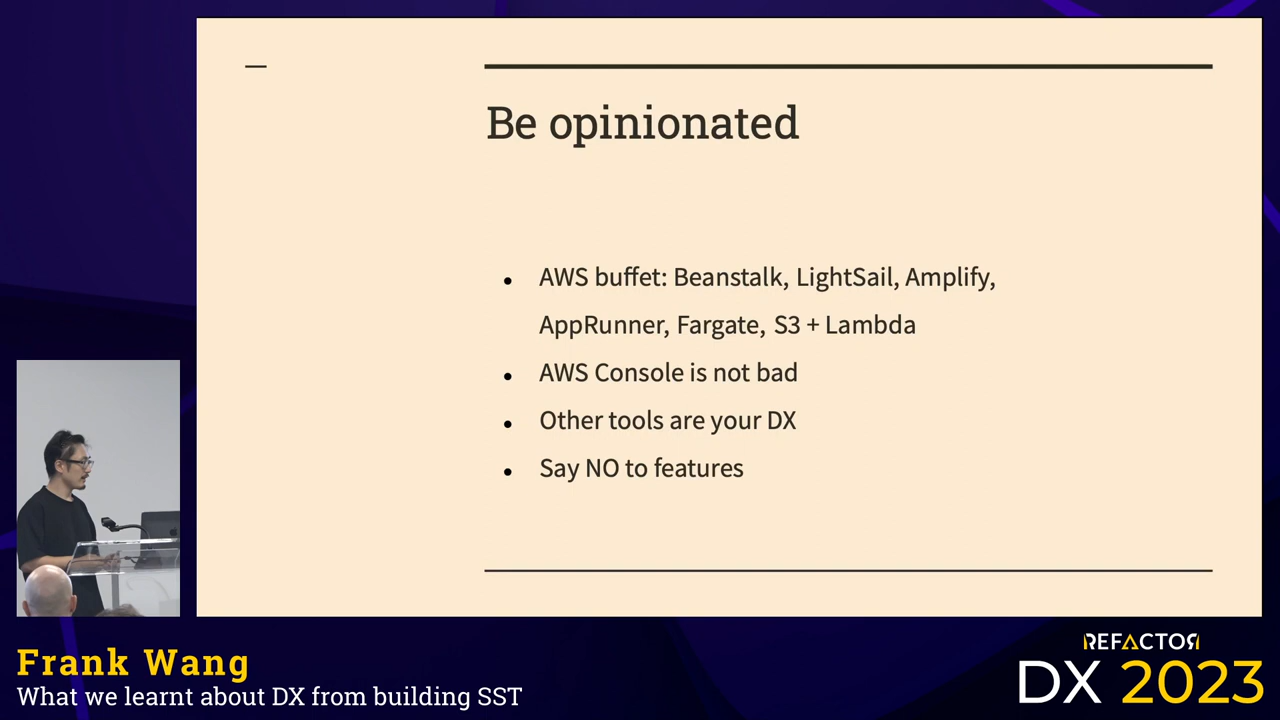 Be opinionated
• AWS buffet: Beanstalk, LightSail, Amplify,
AppRunner, Fargate, S3 + Lambda
• AWS Console is not bad
• Other tools are your DX
• Say NO to features
Frank Wang
What we learnt about DX from building SST
REFACTOR
DX 2023